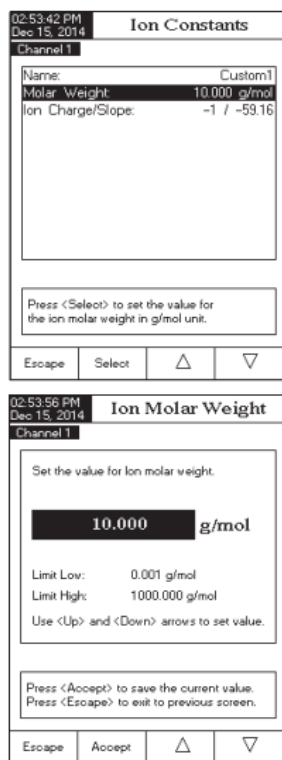 02:53:42 PM
Dec 15, 2014
Ion Constants
Channel 1
Name: Custom1
Molar Weight: 10.000 g/mol
Ion Charge/Slope: -1 / -59.16
Press <Select> to set the value for
the ion molar weight in g/mol unit.
Escape Select △ ▽
02:53:56 PM
Dec 15, 2014
Ion Molar Weight
Channel 1
Set the value for Ion molar weight.
10.000 g/mol
Limit Low: 0.001 g/mol
Limit High: 1000.000 g/mol
Use <Up> and <Down> arrows to set value.
Press <Accept> to save the current value.
Press <Escape> to exit to previous screen.
Escape Accept △ ▽